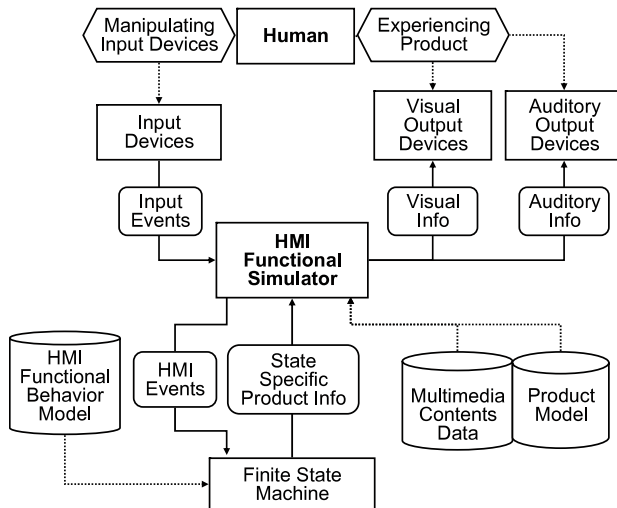 Manipulating
Input Devices
Human
Experiencing
Product
Input
Devices
Visual
Output
Devices
Auditory
Output
Devices
Input
Events
Visual
Info
Auditory
Info
HMI
Functional
Simulator
HMI
Functional
Behavior
Model
HMI
Events
State
Specific
Product Info
Multimedia
Contents
Data
Product
Model
Finite State
Machine